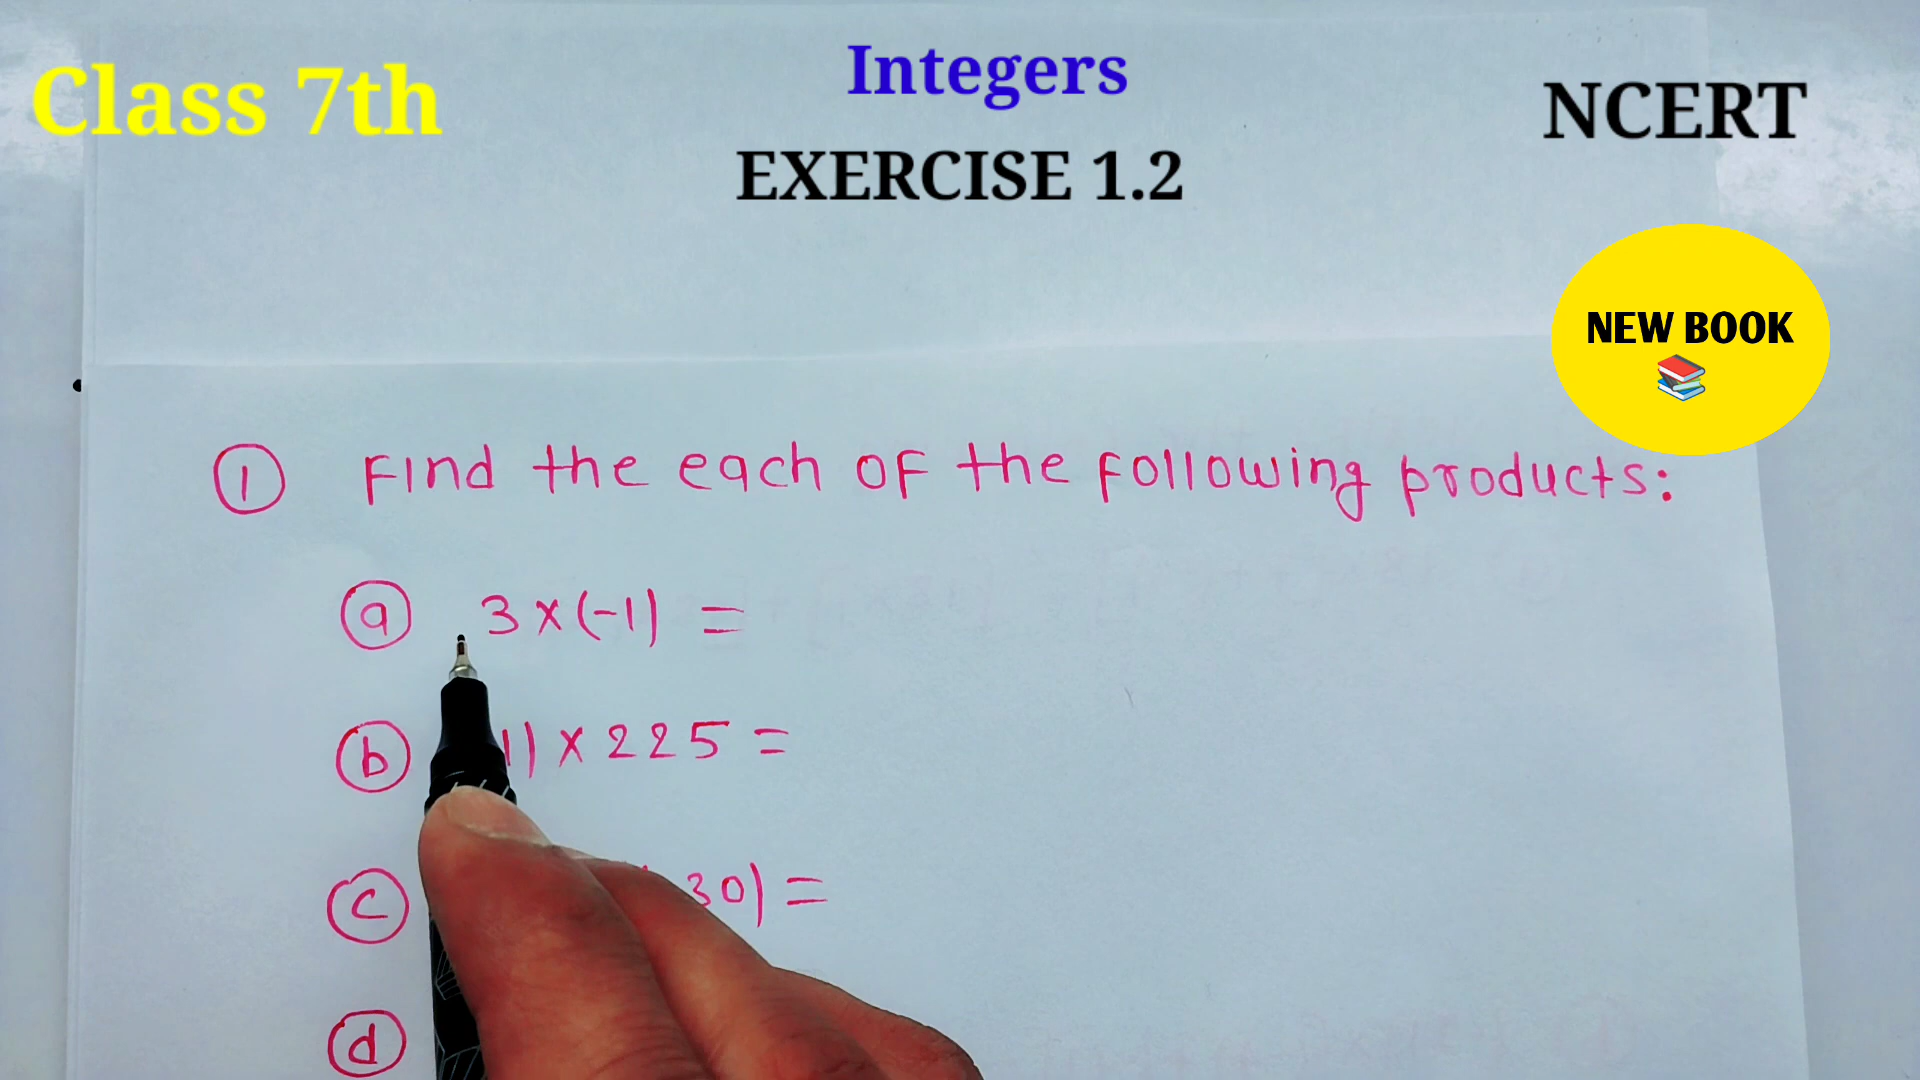 Class 7th
Integers
NCERT
EXERCISE 1.2
NEW BOOK
① Find the each of the following products:
ⓐ 3 × (-1) =
ⓑ 1) × 225 =
ⓒ 30) =
ⓓ